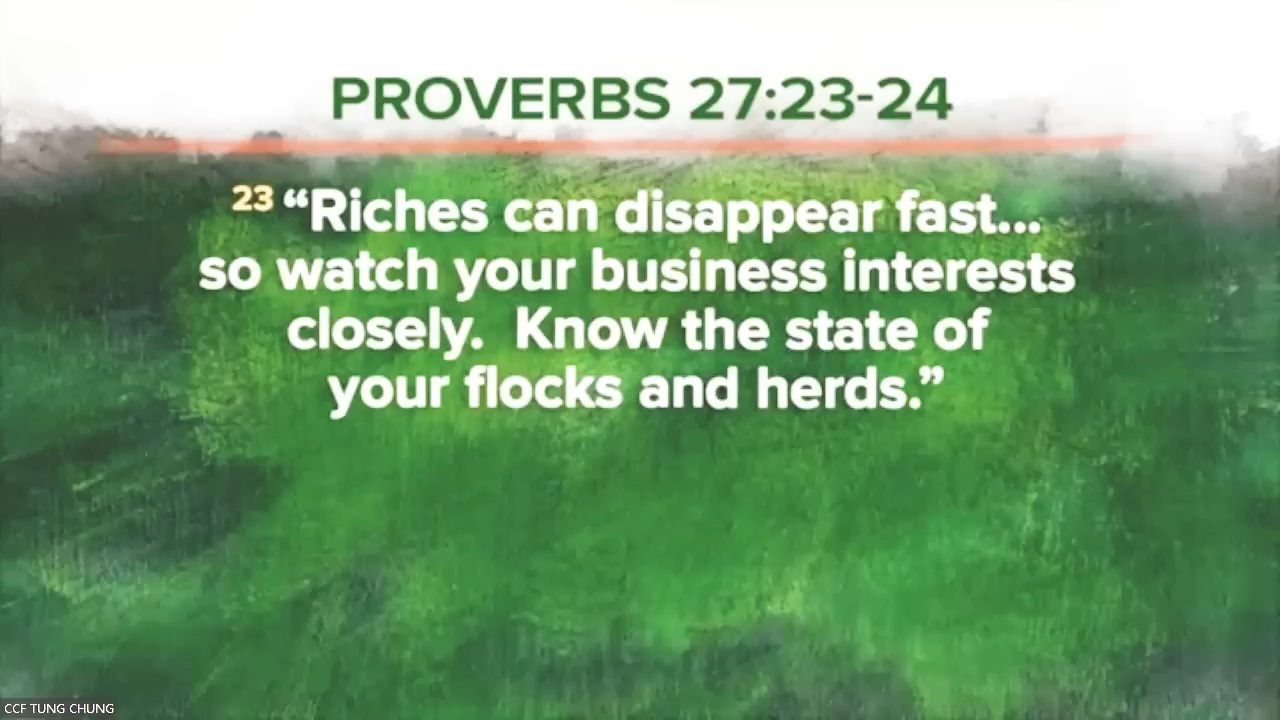 PROVERBS 27:23-24
23 “Riches can disappear fast...
so watch your business interests
closely.  Know the state of
your flocks and herds.”
CCF TUNG CHUNG